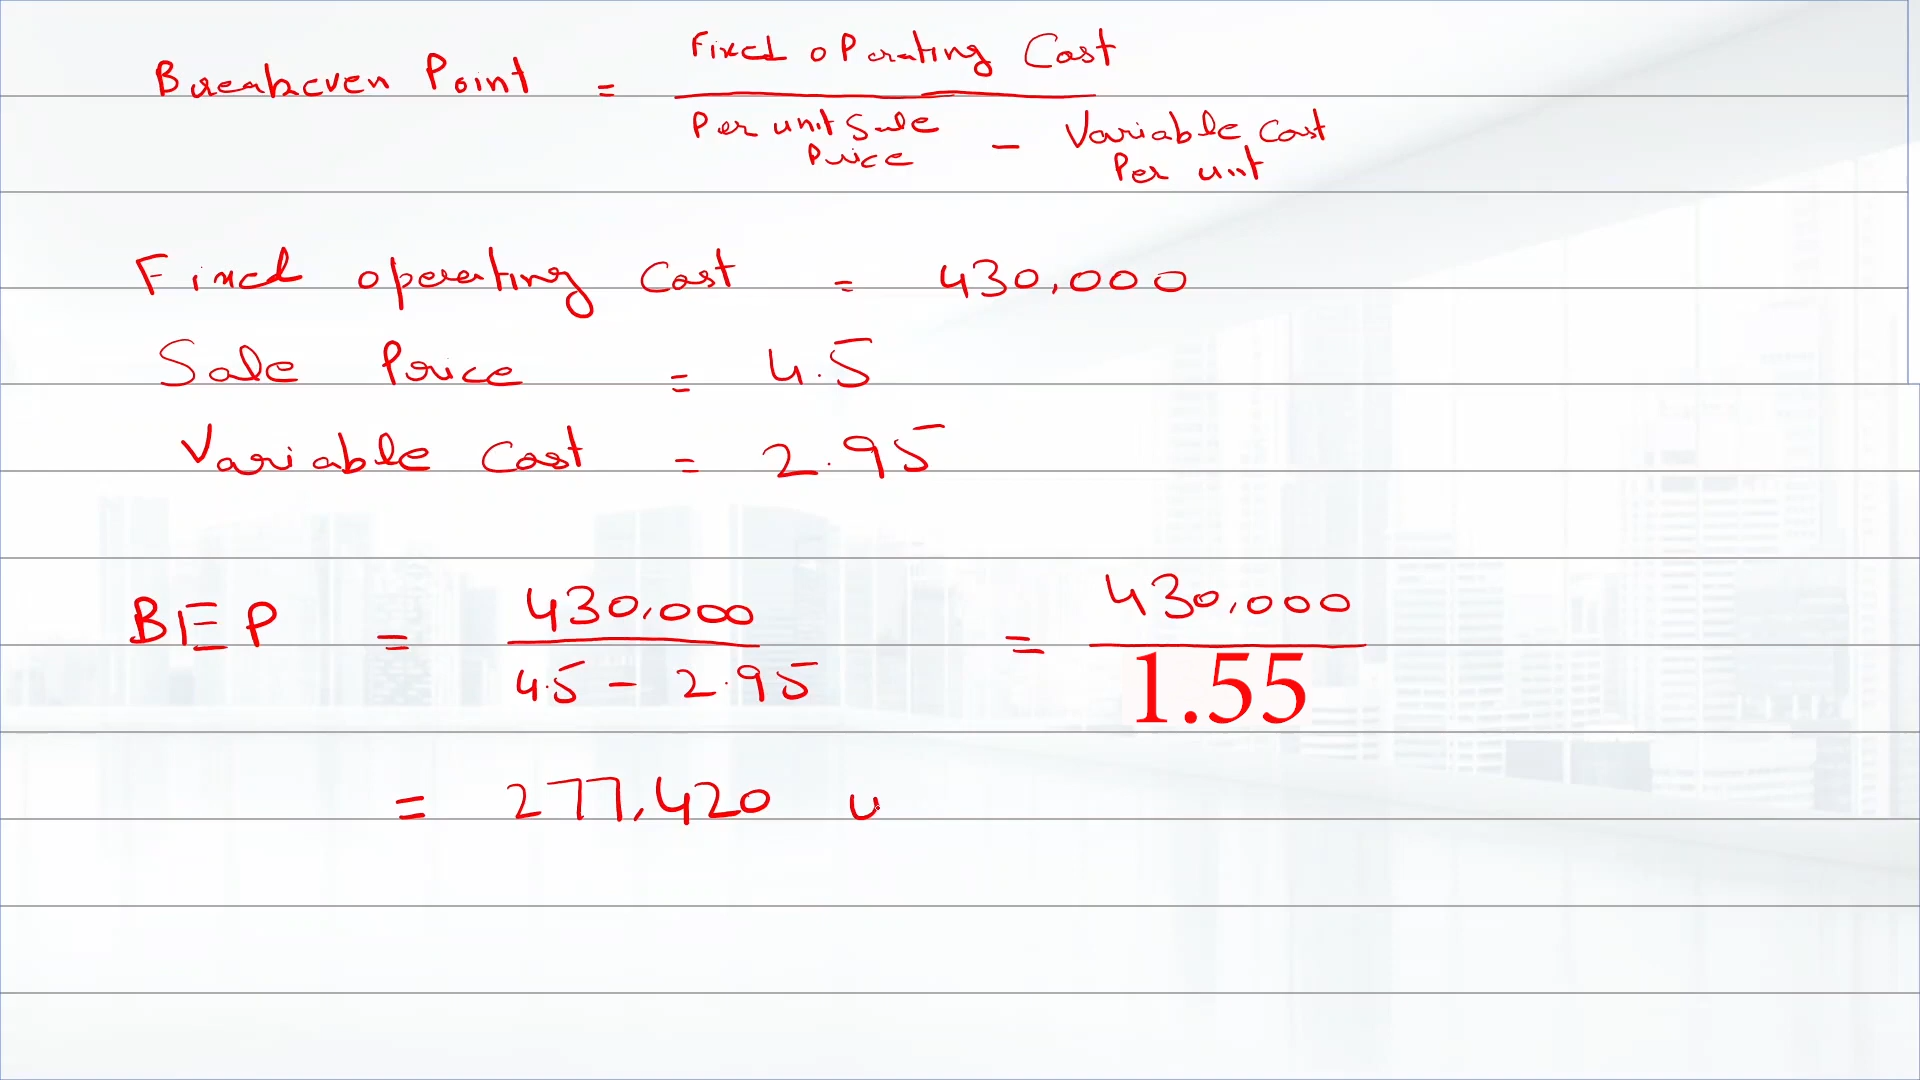 Breakeven Point = Fixed operating Cost
Per unit Sale Price - Variable Cost Per unit
Fixed operating Cost = 430,000
Sale Price = 4.5
Variable Cost = 2.95
BEP = 430,000 = 430,000
4.5 - 2.95 1.55
= 277,420 u